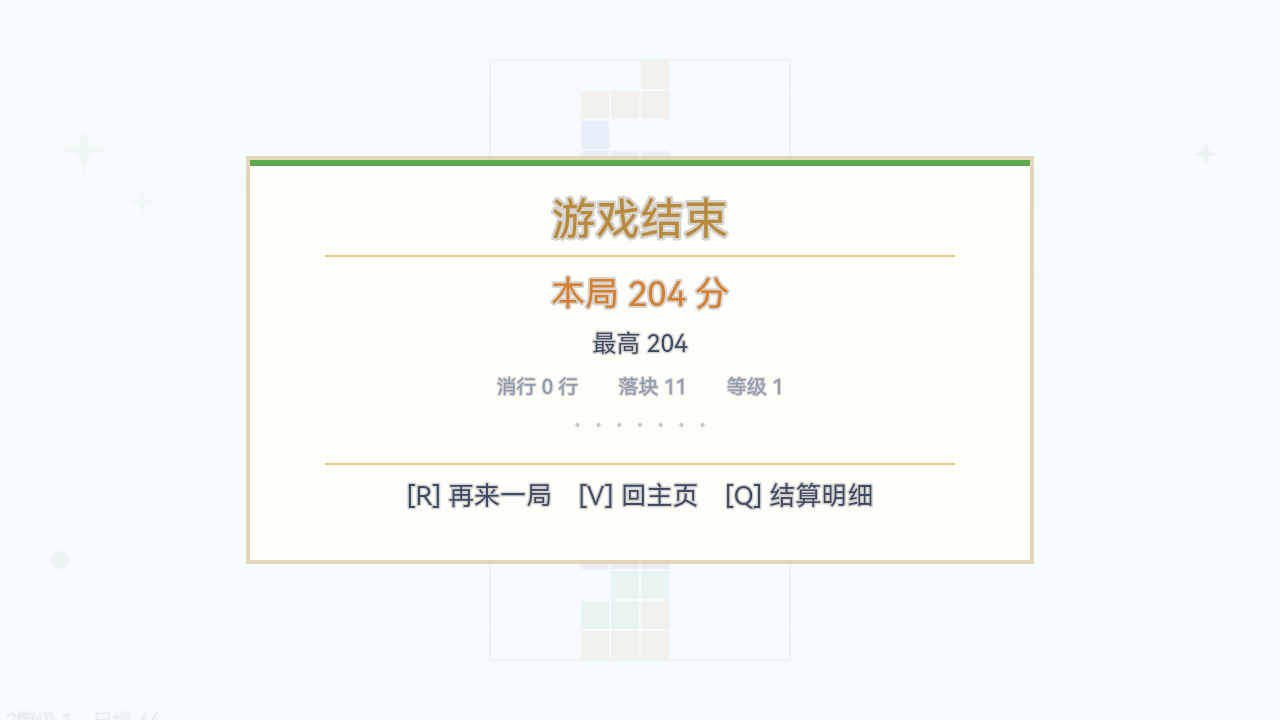 游戏结束
本局 204 分
最高 204
消行 0 行 落块 11 等级 1
[R] 再来一局 [V] 回主页 [Q] 结算明细